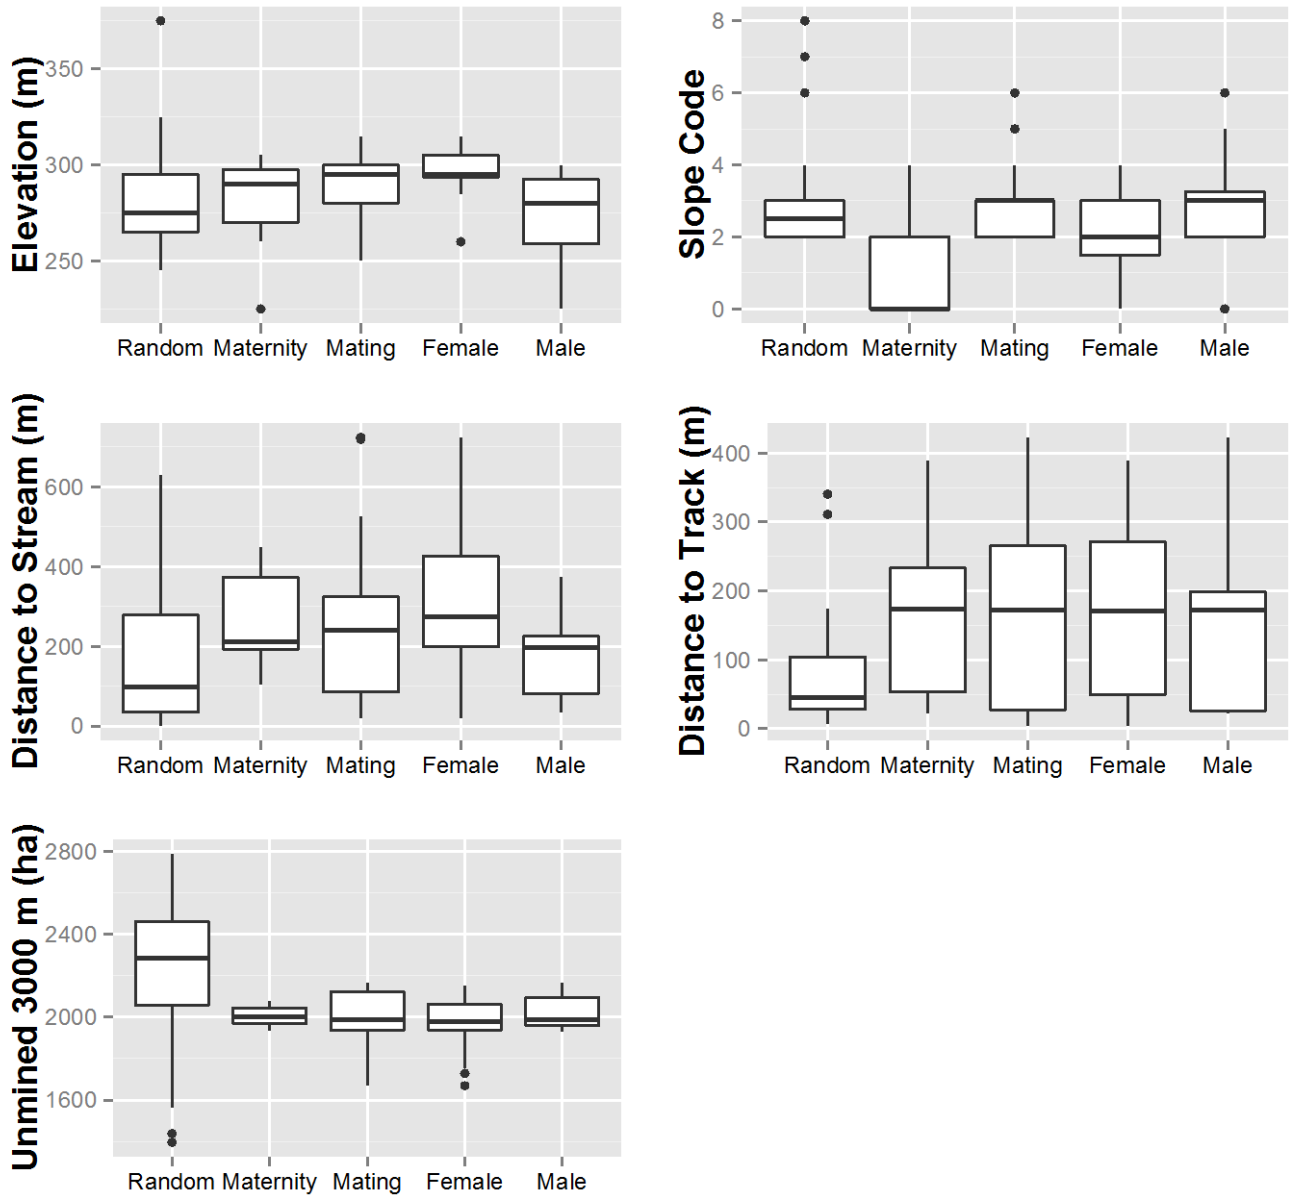 Elevation (m)
350
300
250
Random Maternity Mating Female Male
Slope Code
8
6
4
2
0
Random Maternity Mating Female Male
Distance to Stream (m)
600
400
200
0
Random Maternity Mating Female Male
Distance to Track (m)
400
300
200
100
0
Random Maternity Mating Female Male
Unmined 3000 m (ha)
2800
2400
2000
1600
Random Maternity Mating Female Male